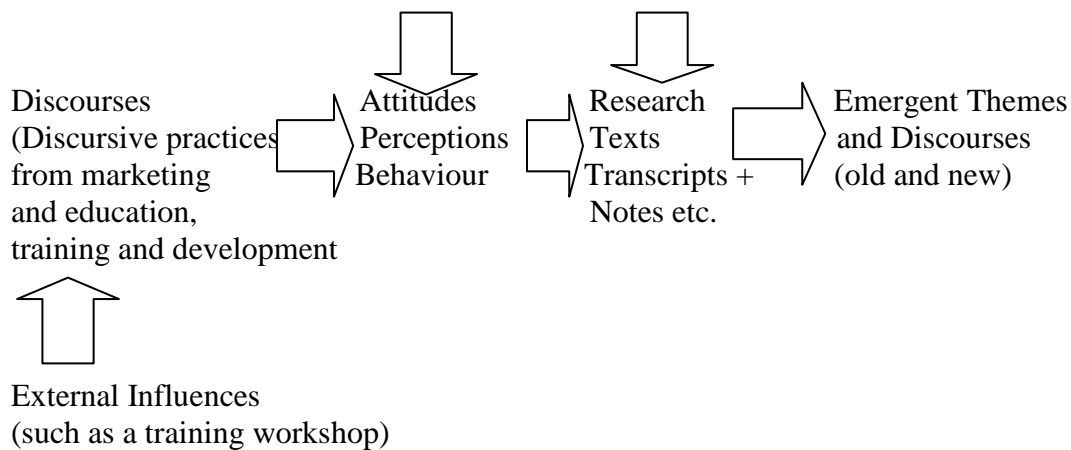 Discourses
(Discursive practices
from marketing
and education,
training and development
Attitudes
Perceptions
Behaviour
Research
Texts
Transcripts +
Notes etc.
Emergent Themes
and Discourses
(old and new)
External Influences
(such as a training workshop)